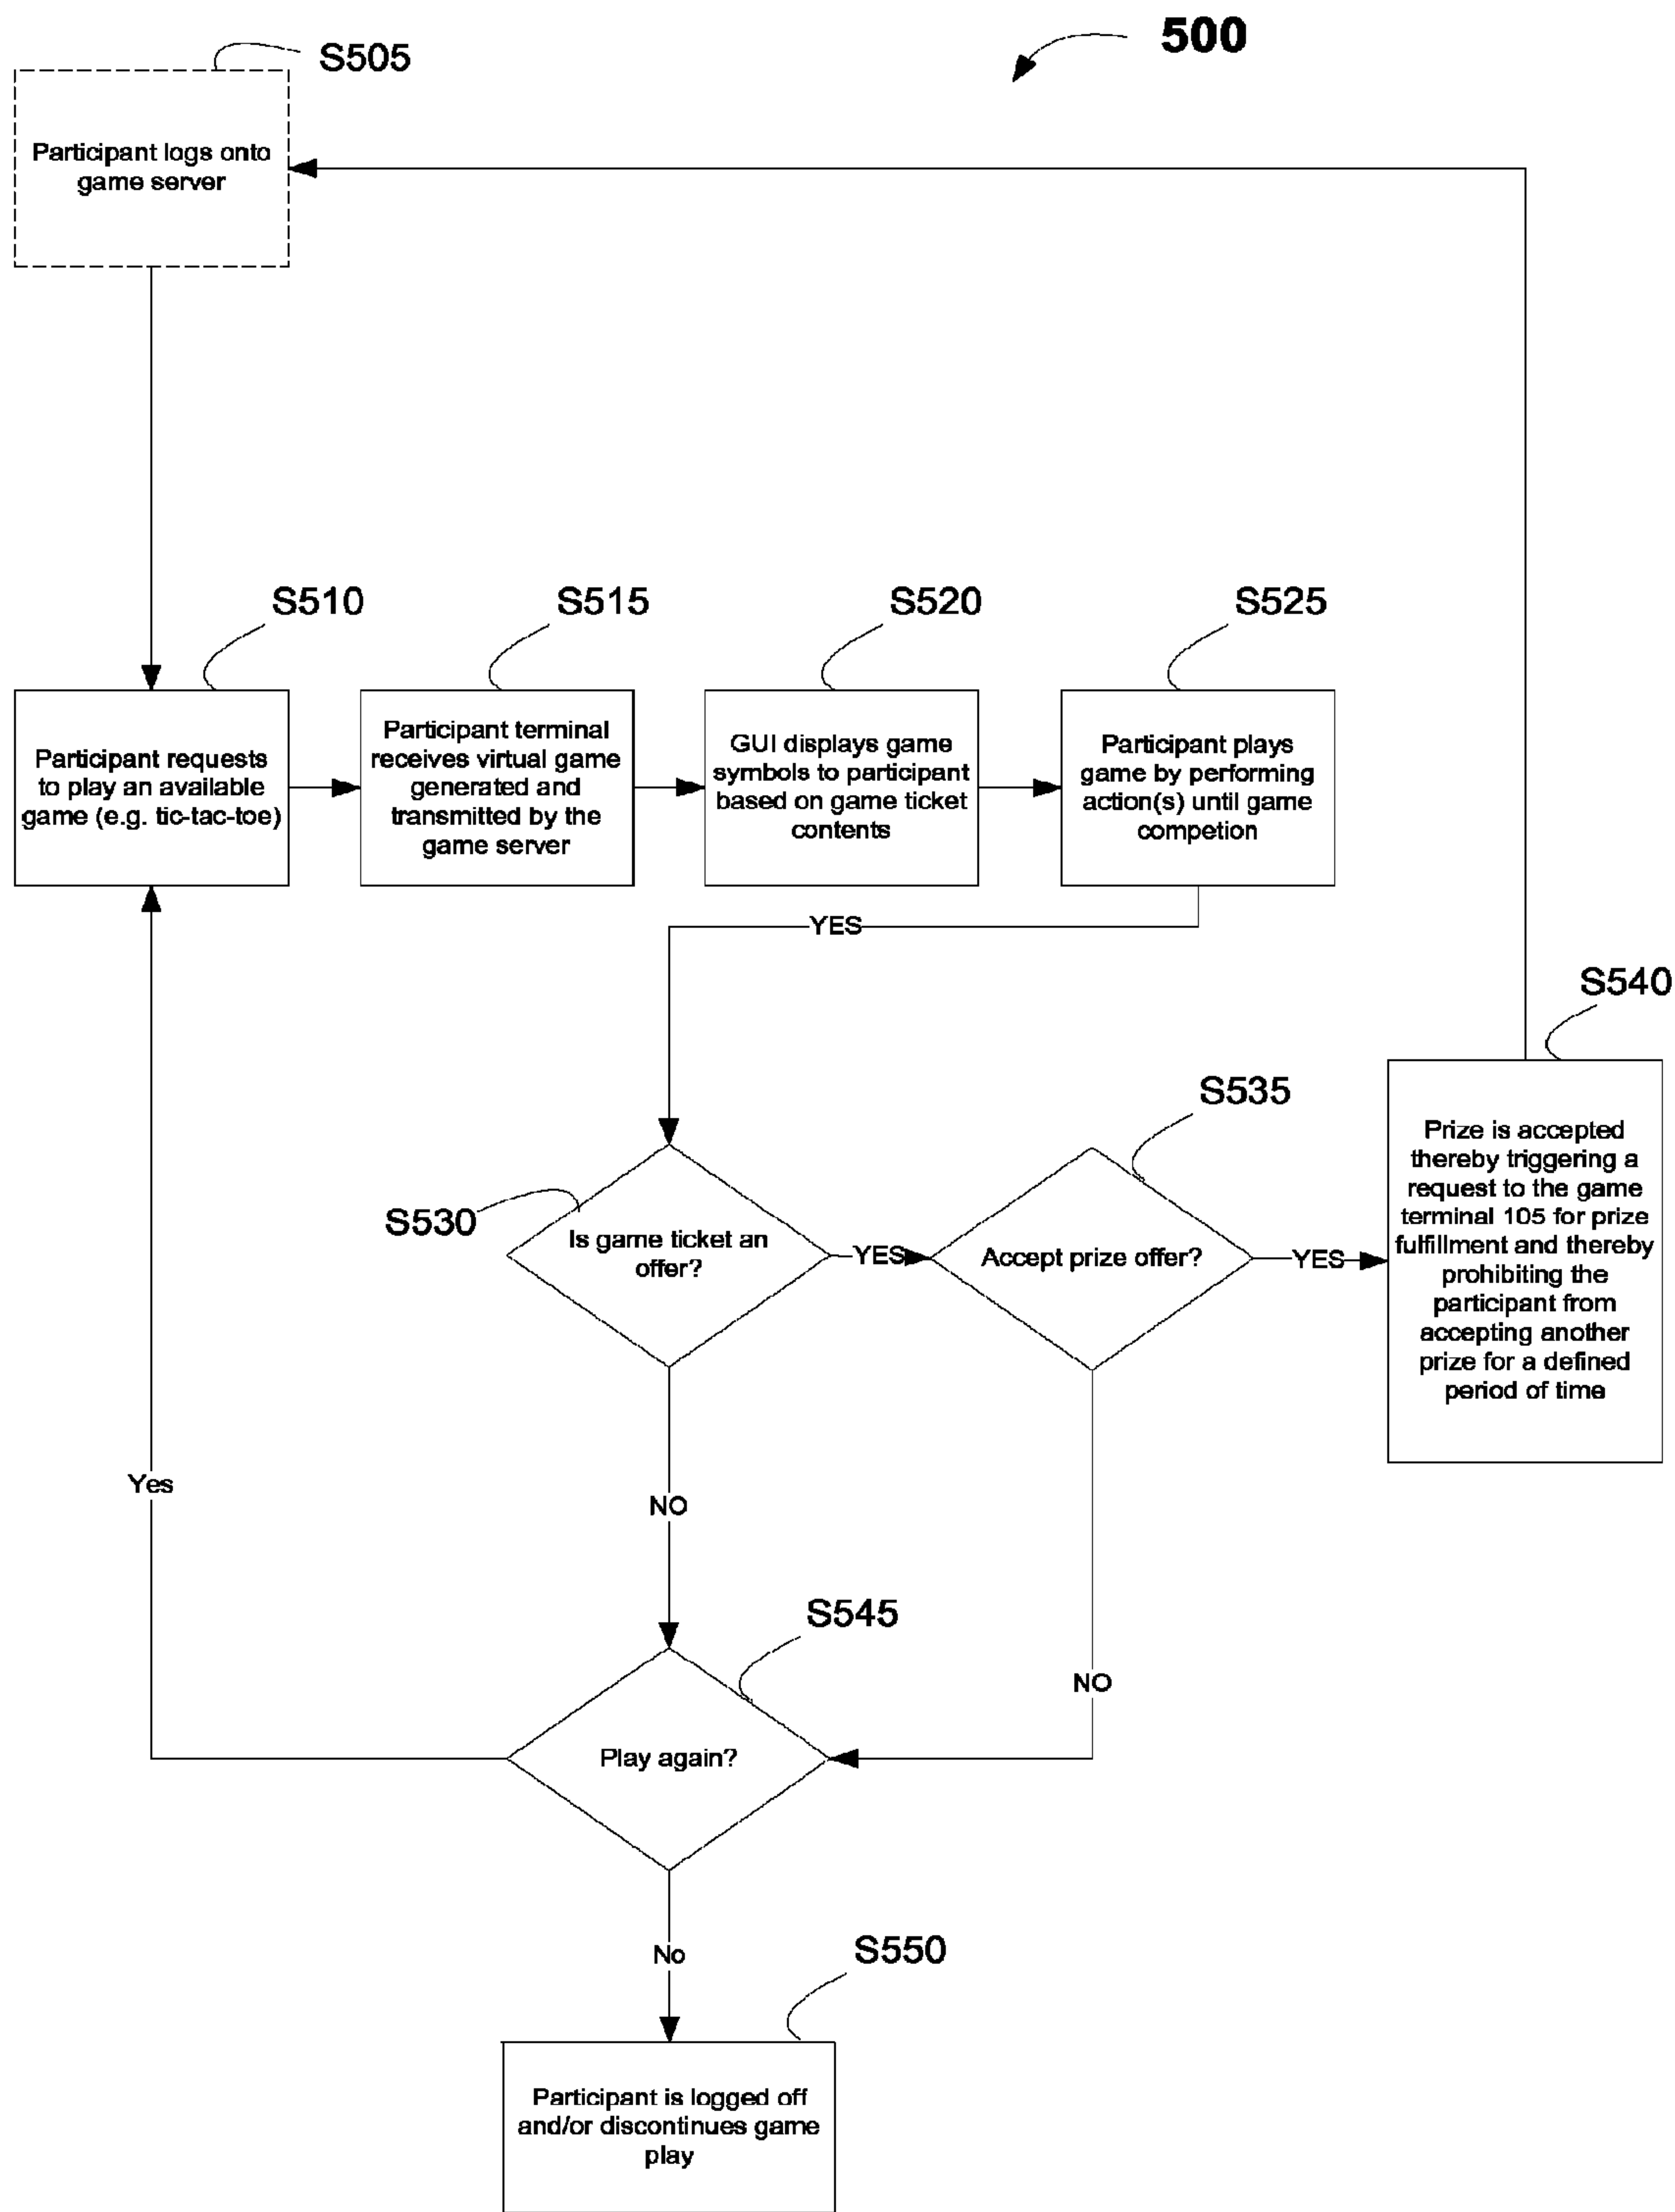 500
S505
Participant logs onto
game server
S510
S515
S520
S525
Participant requests
to play an available
game (e.g. tic-tac-toe)
Participant terminal
receives virtual game
generated and
transmitted by the
game server
GUI displays game
symbols to participant
based on game ticket
contents
Participant plays
game by performing
action(s) until game
competion
YES
S540
S535
Prize is accepted
thereby triggering a
request to the game
terminal 105 for prize
fulfillment and thereby
prohibiting the
participant from
accepting another
prize for a defined
period of time
S530
Is game ticket an
offer?
YES
Accept prize offer?
YES
Yes
NO
S545
NO
Play again?
No
S550
Participant is logged off
and/or discontinues game
play